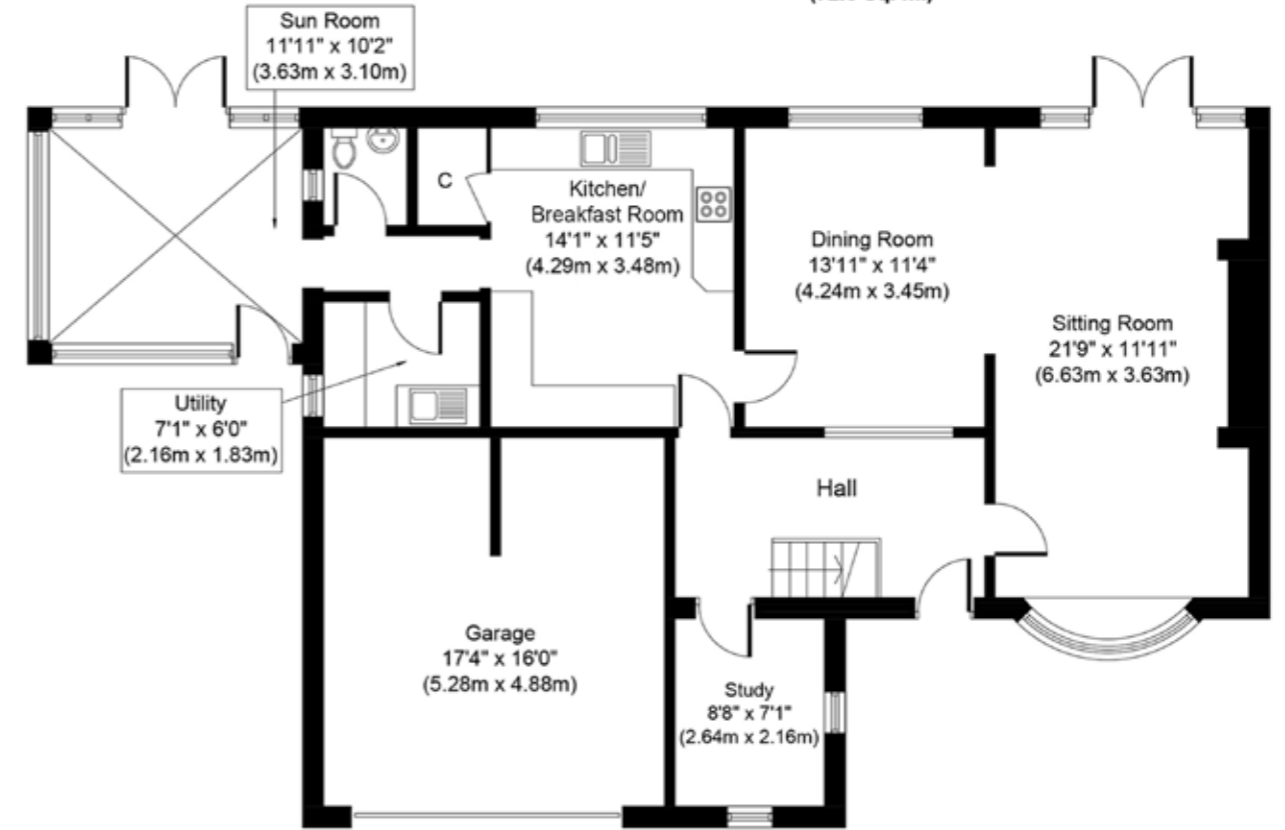 Sun Room
11'11" x 10'2"
(3.63m x 3.10m)
C
Kitchen/
Breakfast Room
14'1" x 11'5"
(4.29m x 3.48m)
Dining Room
13'11" x 11'4"
(4.24m x 3.45m)
Sitting Room
21'9" x 11'11"
(6.63m x 3.63m)
Utility
7'1" x 6'0"
(2.16m x 1.83m)
Hall
Garage
17'4" x 16'0"
(5.28m x 4.88m)
Study
8'8" x 7'1"
(2.64m x 2.16m)